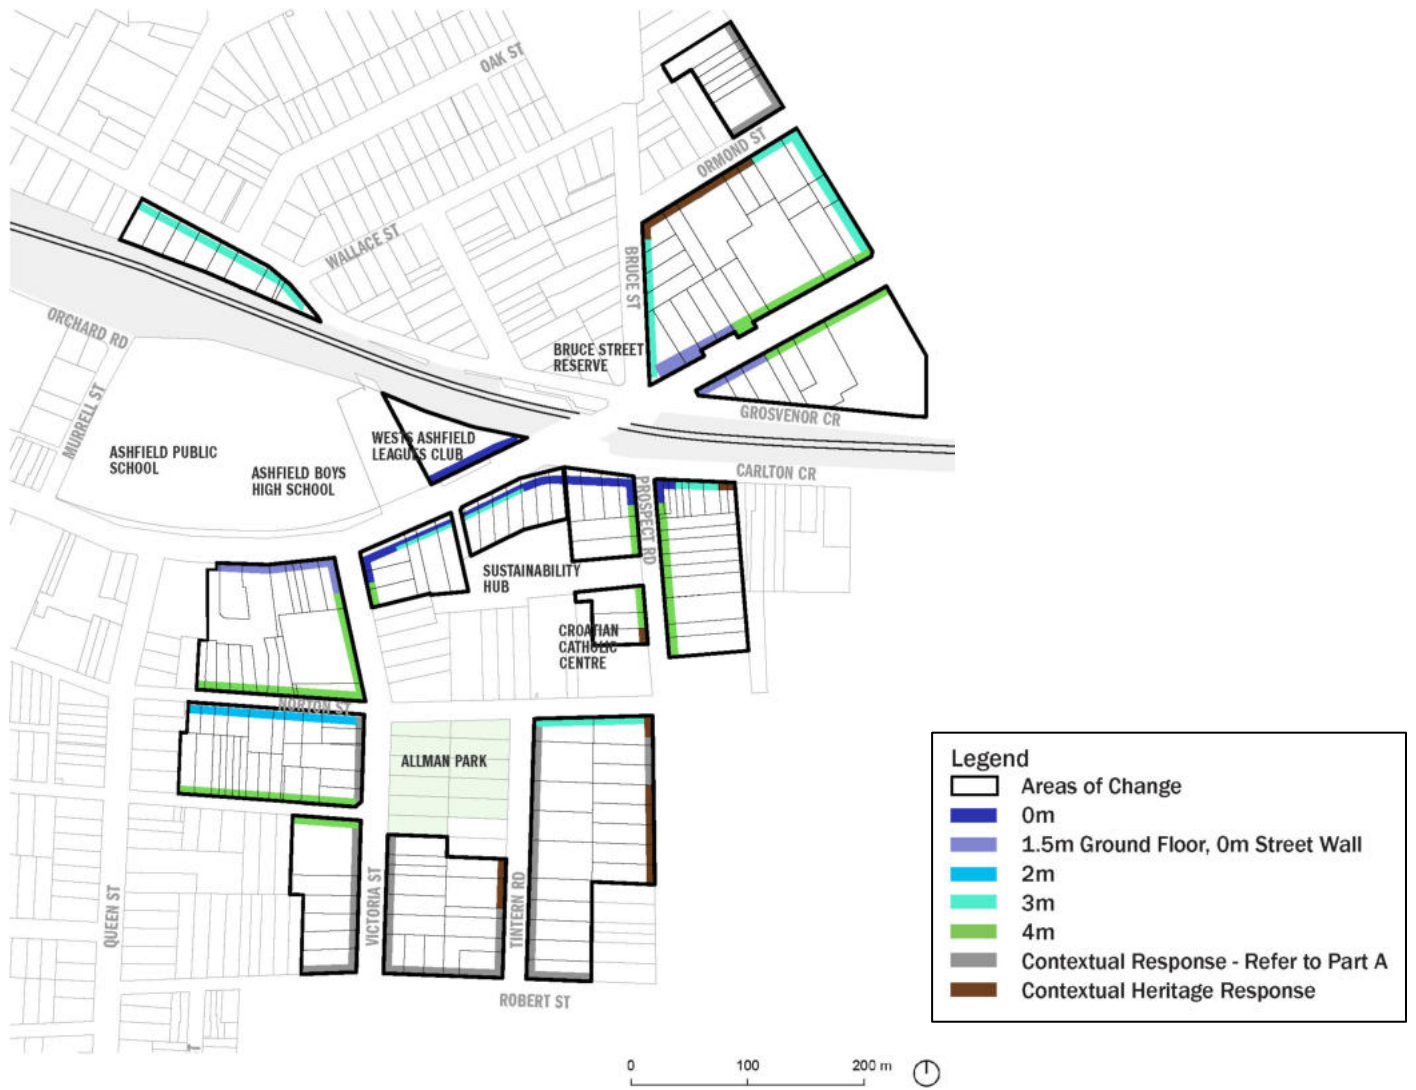 OAK ST
ORMOND ST
WALLACE ST
BRUCE ST
ORCHARD RD
BRUCE STREET
RESERVE
MURRELL ST
GROSVENOR CR
WESTS ASHFIELD
LEAGUES CLUB
ASHFIELD PUBLIC
SCHOOL
ASHFIELD BOYS
HIGH SCHOOL
CARLTON CR
PROSPECT RD
SUSTAINABILITY
HUB
CROATIAN
CATHOLIC
CENTRE
NORTON ST
ALLMAN PARK
QUEEN ST
VICTORIA ST
TINTERN RD
ROBERT ST
Legend
Areas of Change
0m
1.5m Ground Floor, 0m Street Wall
2m
3m
4m
Contextual Response - Refer to Part A
Contextual Heritage Response
0 100 200 m